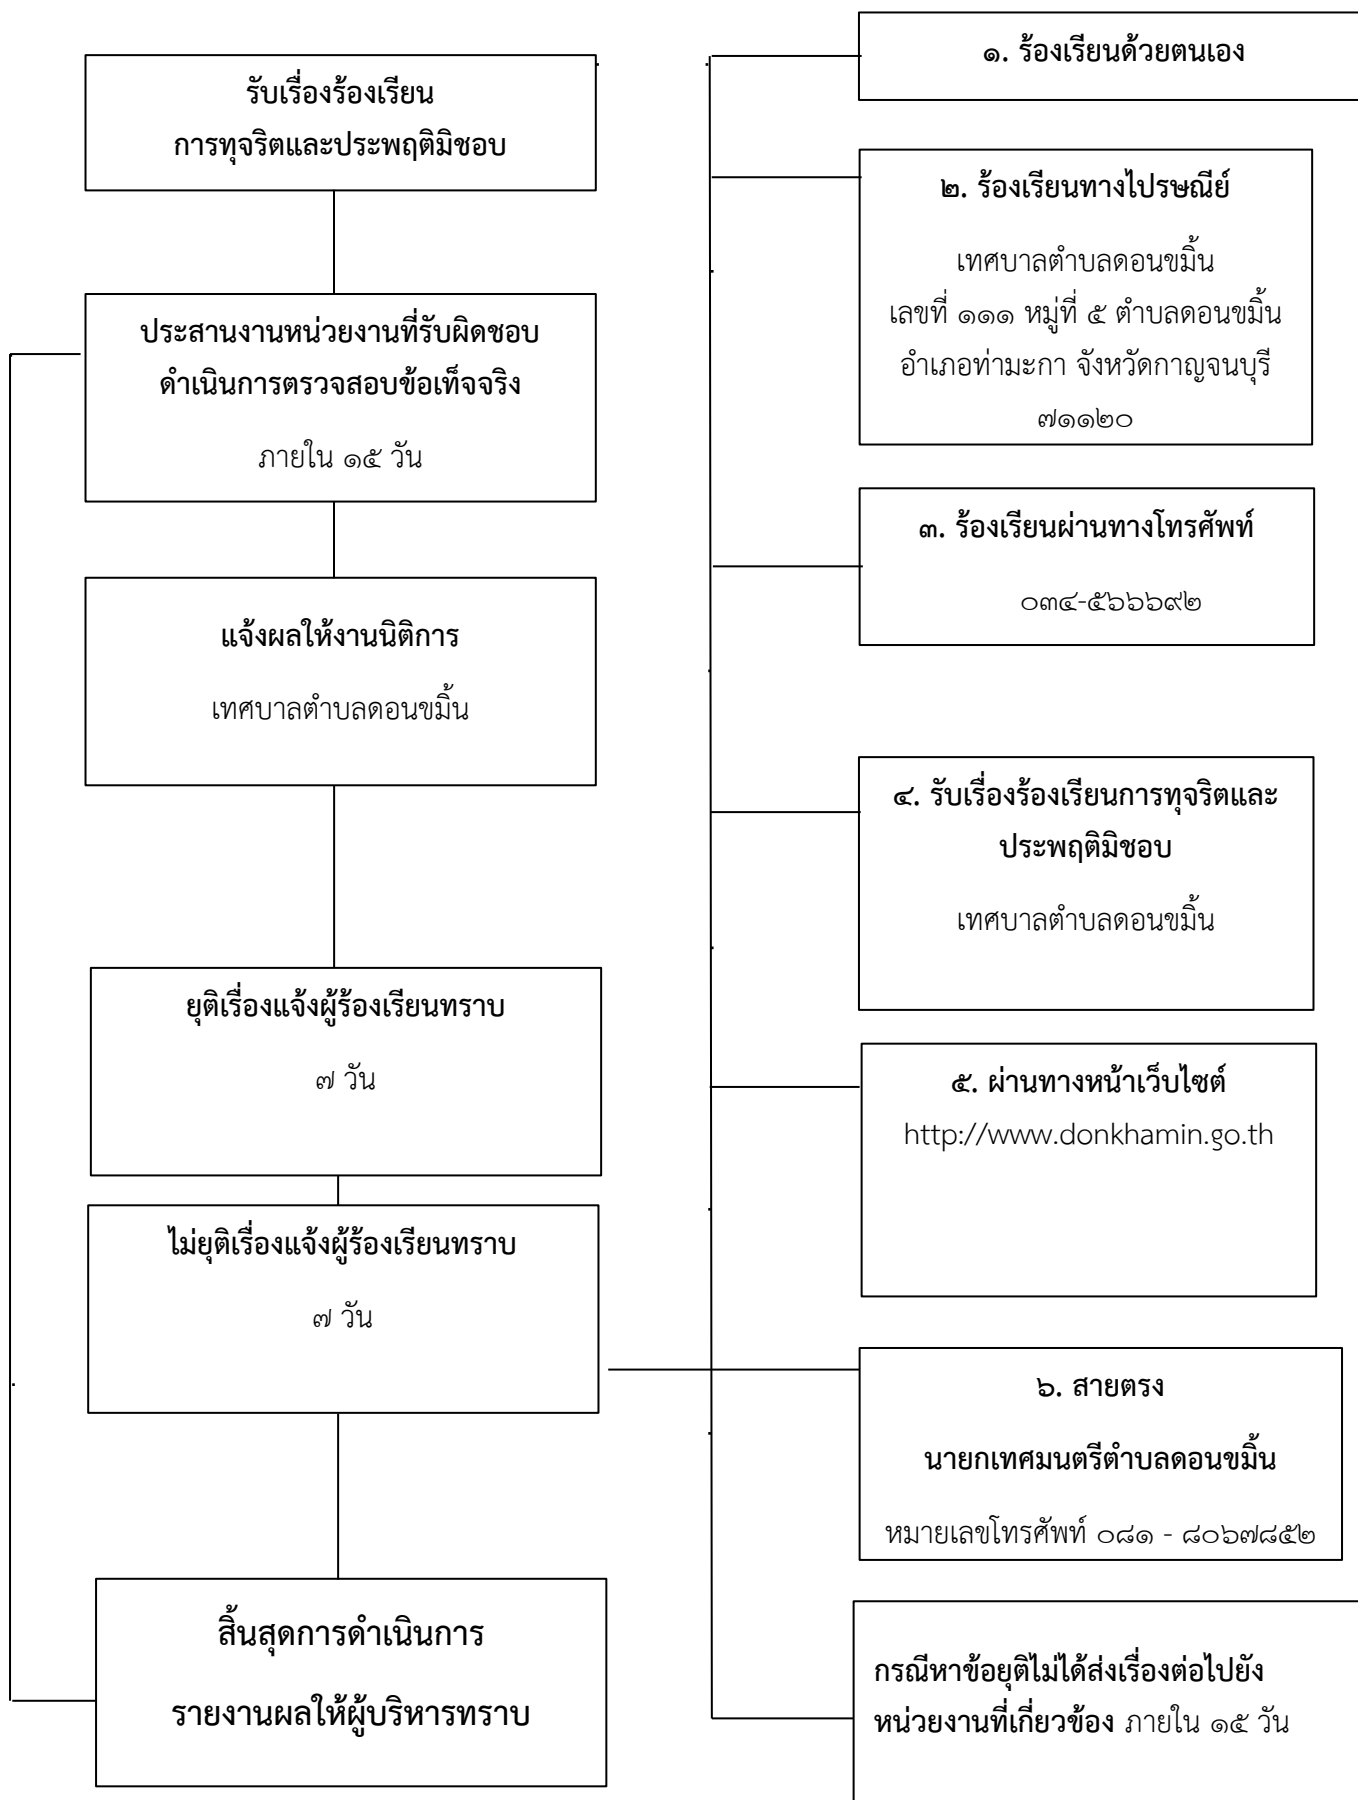 รับเรื่องร้องเรียน
การทุจริตและประพฤติมิชอบ
ประสานงานหน่วยงานที่รับผิดชอบ
ดำเนินการตรวจสอบข้อเท็จจริง
ภายใน ๑๕ วัน
แจ้งผลให้งานนิติการ
เทศบาลตำบลดอนขมิ้น
ยุติเรื่องแจ้งผู้ร้องเรียนทราบ
๗ วัน
ไม่ยุติเรื่องแจ้งผู้ร้องเรียนทราบ
๗ วัน
สิ้นสุดการดำเนินการ
รายงานผลให้ผู้บริหารทราบ
๑. ร้องเรียนด้วยตนเอง
๒. ร้องเรียนทางไปรษณีย์
เทศบาลตำบลดอนขมิ้น
เลขที่ ๑๑๑ หมู่ที่ ๕ ตำบลดอนขมิ้น
อำเภอท่ามะกา จังหวัดกาญจนบุรี
๗๑๑๒๐
๓. ร้องเรียนผ่านทางโทรศัพท์
๐๓๔-๕๖๖๖๙๒
๔. รับเรื่องร้องเรียนการทุจริตและ
ประพฤติมิชอบ
เทศบาลตำบลดอนขมิ้น
๕. ผ่านทางหน้าเว็บไซต์
http://www.donkhamin.go.th
๖. สายตรง
นายกเทศมนตรีตำบลดอนขมิ้น
หมายเลขโทรศัพท์ ๐๘๑ - ๘๐๖๗๘๕๒
กรณีหาข้อยุติไม่ได้ส่งเรื่องต่อไปยัง
หน่วยงานที่เกี่ยวข้อง ภายใน ๑๕ วัน